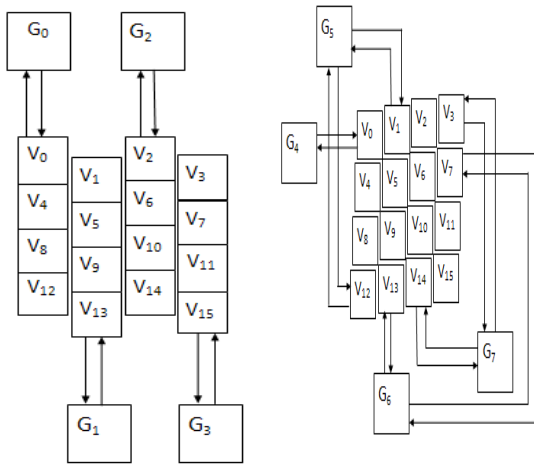 G₀
G₂
V₀
V₄
V₈
V₁₂
V₁
V₅
V₉
V₁₃
V₂
V₆
V₁₀
V₁₄
V₃
V₇
V₁₁
V₁₅
G₁
G₃
G₅
G₄
V₀
V₁
V₂
V₃
V₄
V₅
V₆
V₇
V₈
V₉
V₁₀
V₁₁
V₁₂
V₁₃
V₁₄
V₁₅
G₇
G₆